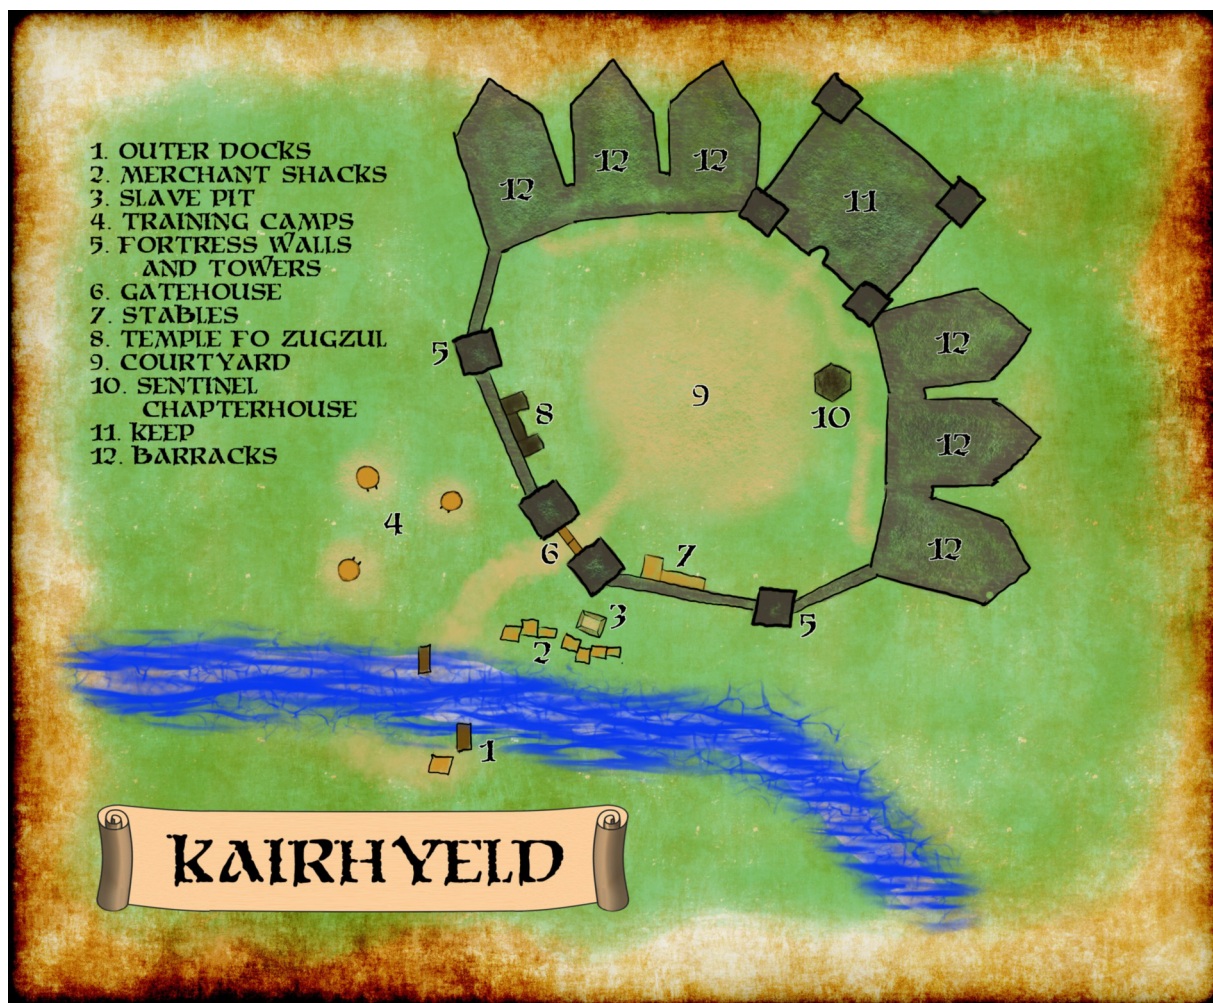 1. OUTER DOCKS
2. MERCHANT SHACKS
3. SLAVE PIT
4. TRAINING CAMPS
5. FORTRESS WALLS
AND TOWERS
6. GATEHOUSE
7. STABLES
8. TEMPLE FO ZUGZUL
9. COURTYARD
10. SENTINEL
CHAPTERHOUSE
11. KEEP
12. BARRACKS
12
12
12
11
12
5
9
10
8
12
4
6
7
12
3
5
2
1
KAIRHYELD